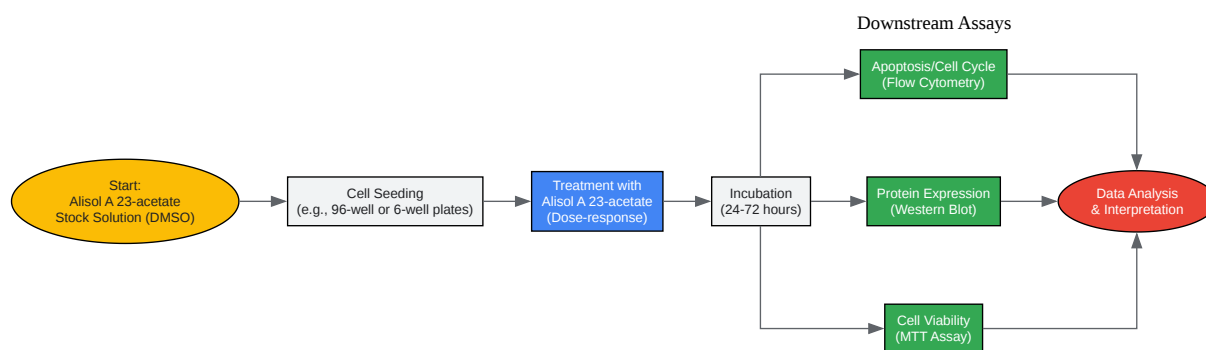 Downstream Assays
Apoptosis/Cell Cycle
(Flow Cytometry)
Start:
Alisol A 23-acetate
Stock Solution (DMSO)
Cell Seeding
(e.g., 96-well or 6-well plates)
Treatment with
Alisol A 23-acetate
(Dose-response)
Incubation
(24-72 hours)
Protein Expression
(Western Blot)
Data Analysis
& Interpretation
Cell Viability
(MTT Assay)